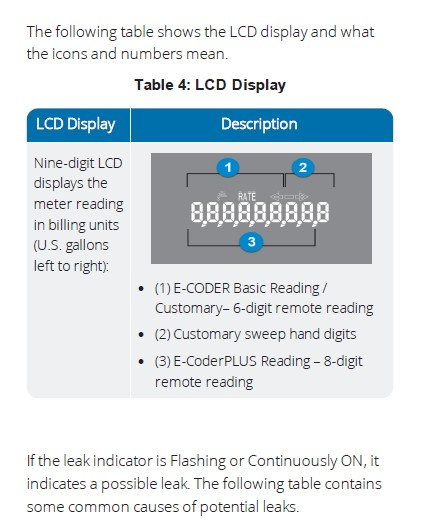 The following table shows the LCD display and what
the icons and numbers mean.
Table 4: LCD Display
LCD Display
Description
Nine-digit LCD
displays the
meter reading
in billing units
(U.S. gallons
left to right):
1
2
RATE
8,8,8,8,8,8,8,8,8
3
• (1) E-CODER Basic Reading /
Customary– 6-digit remote reading
• (2) Customary sweep hand digits
• (3) E-CoderPLUS Reading – 8-digit
remote reading
If the leak indicator is Flashing or Continuously ON, it
indicates a possible leak. The following table contains
some common causes of potential leaks.